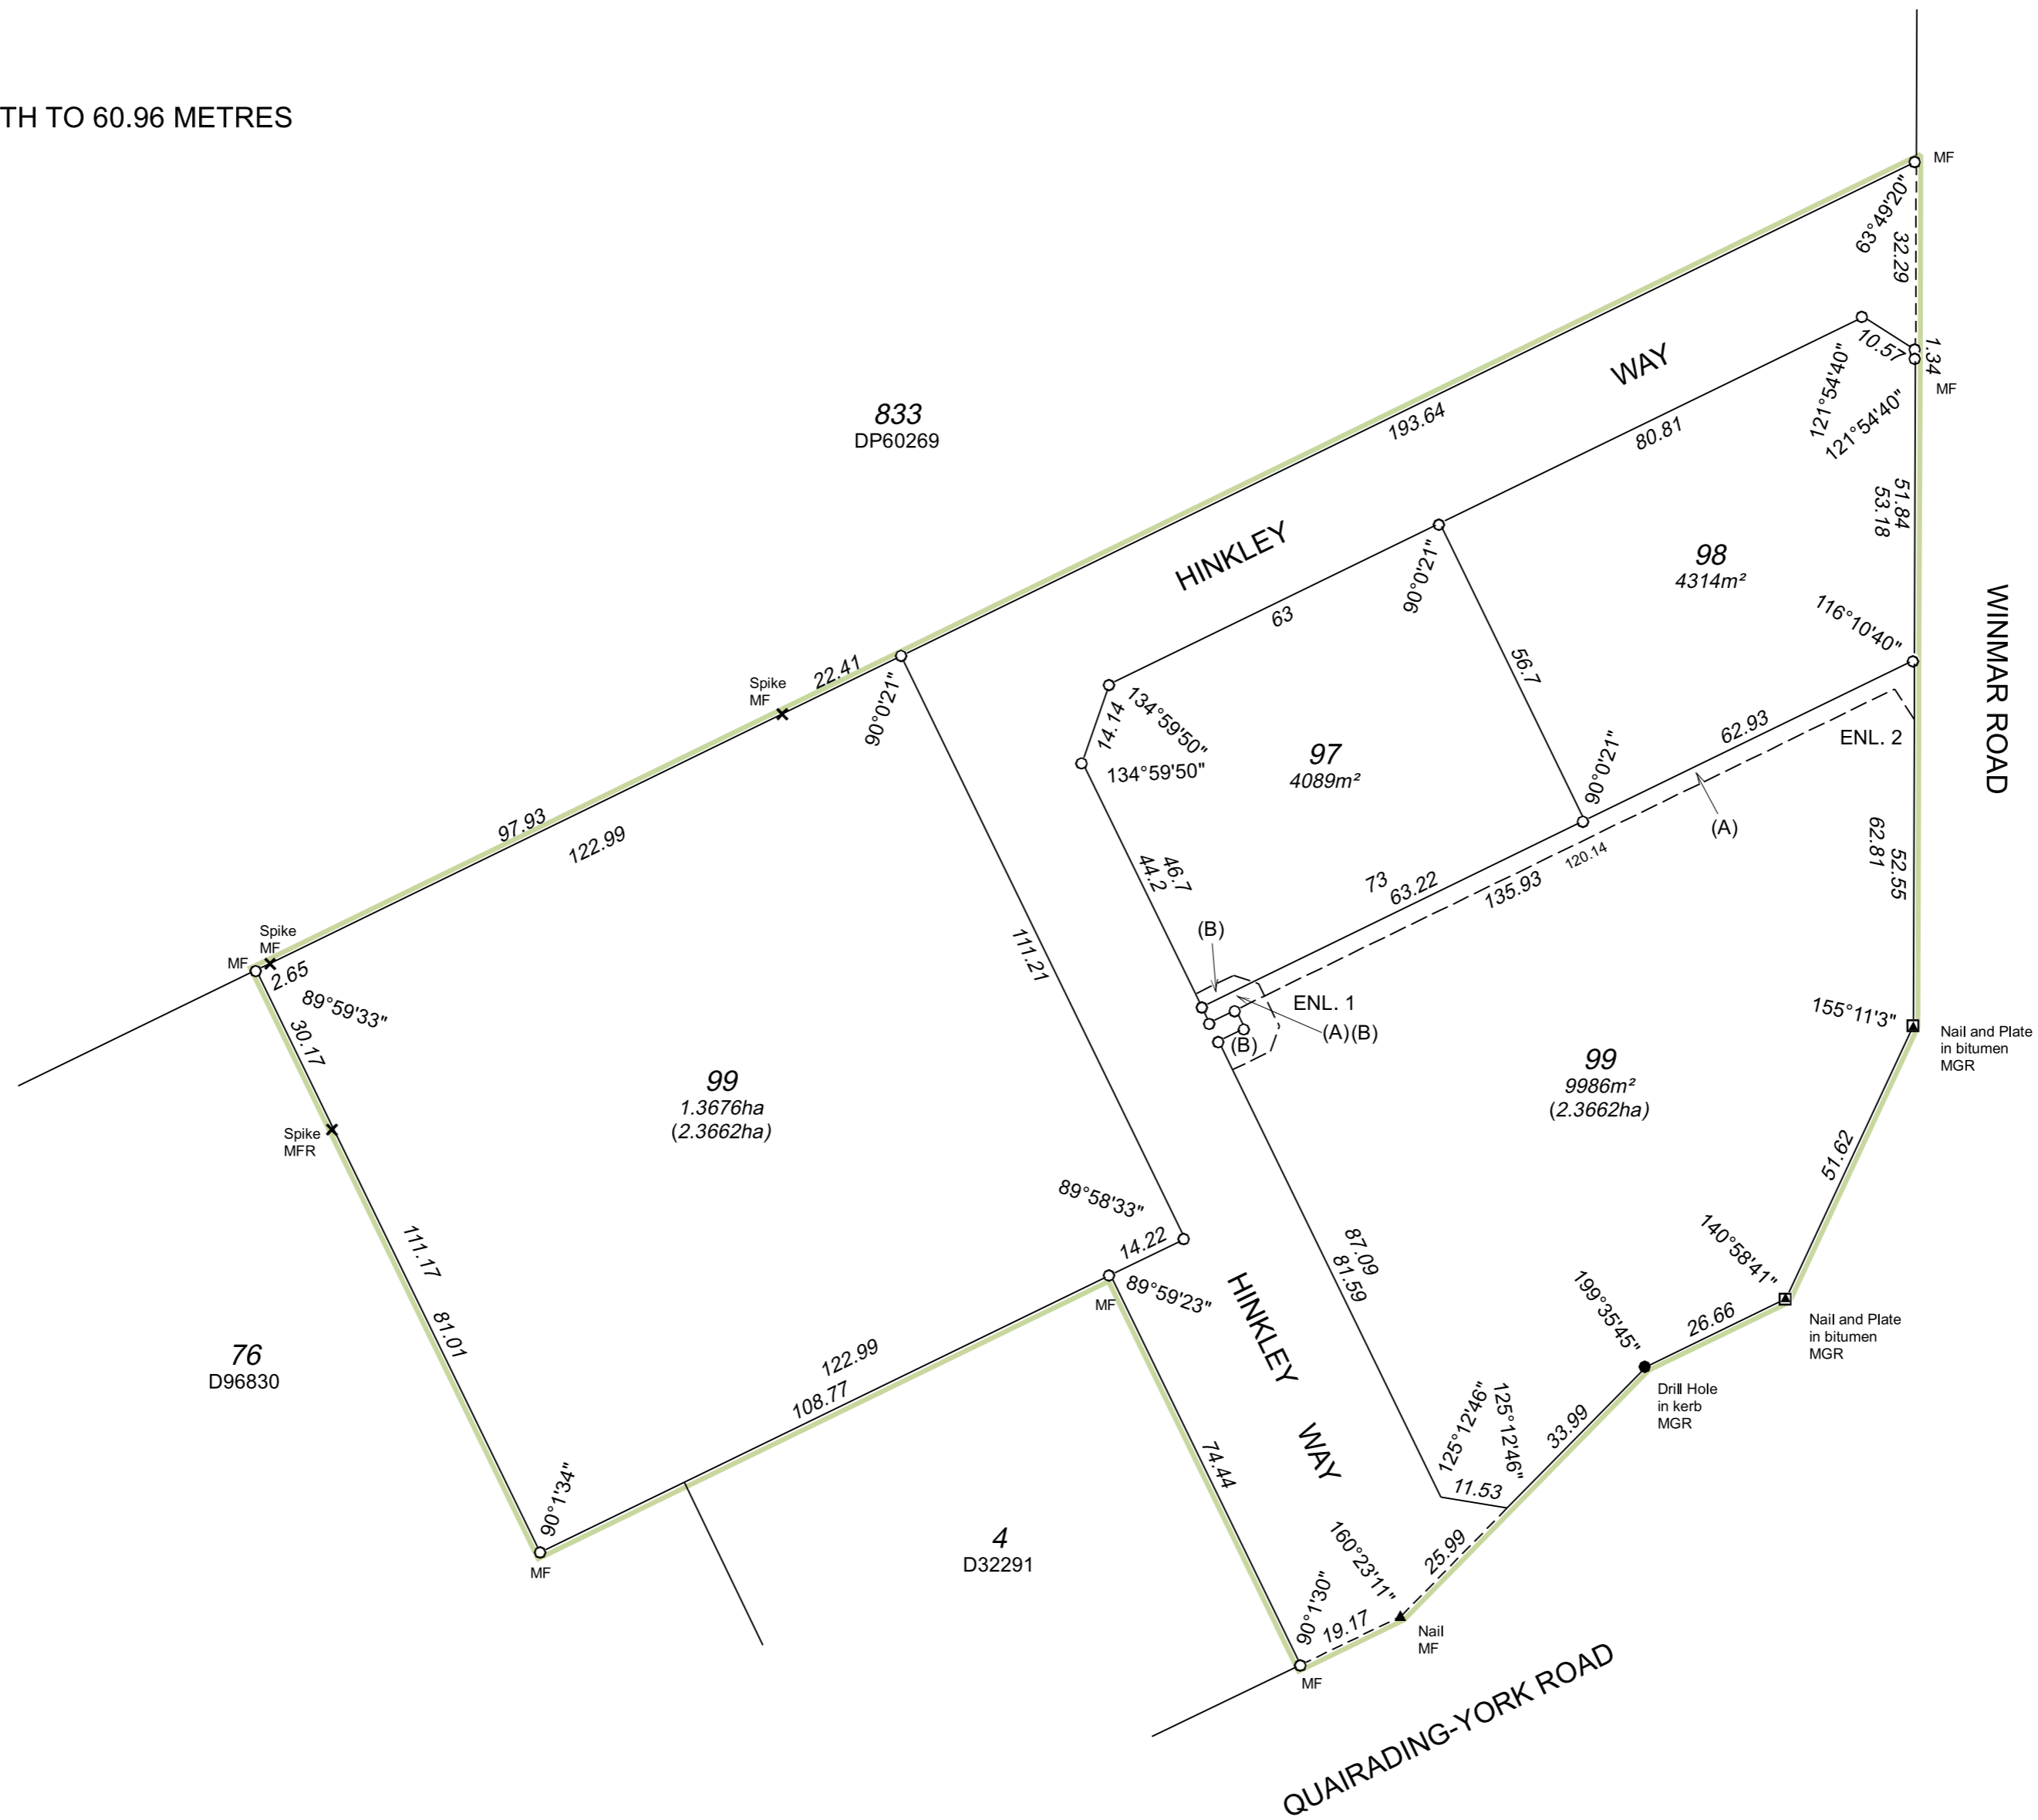 TH TO 60.96 METRES
MF
63°49'20"
32.29
1.34
10.57
MF
121°54'40"
121°54'40"
WAY
193.64
80.81
833
DP60269
51.84
53.18
HINKLEY
98
4314m²
90°0'21"
116°10'40"
WINMAR ROAD
63
56.7
22.41
Spike
MF
90°0'21"
134°59'50"
14.14
134°59'50"
97
4089m²
62.93
ENL. 2
90°0'21"
(A)
97.93
122.99
46.7
44.2
73
63.22
120.14
135.93
62.81
52.55
(B)
111.21
Spike
MF
MF
2.65
89°59'33"
30.17
ENL. 1
(A)(B)
(B)
155°11'3"
Nail and Plate
in bitumen
MGR
99
1.3676ha
(2.3662ha)
99
9986m²
(2.3662ha)
Spike
MFR
51.62
89°58'33"
14.22
111.17
81.01
87.09
81.59
140°58'41"
89°59'23"
MF
HINKLEY
199°35'45"
26.66
Nail and Plate
in bitumen
MGR
76
D96830
122.99
108.77
Drill Hole
in kerb
MGR
125°12'46"
125°12'46"
33.99
WAY
74.44
11.53
90°1'34"
MF
4
D32291
160°23'11"
25.99
90°1'30"
19.17
Nail
MF
MF
QUAIRADING-YORK ROAD